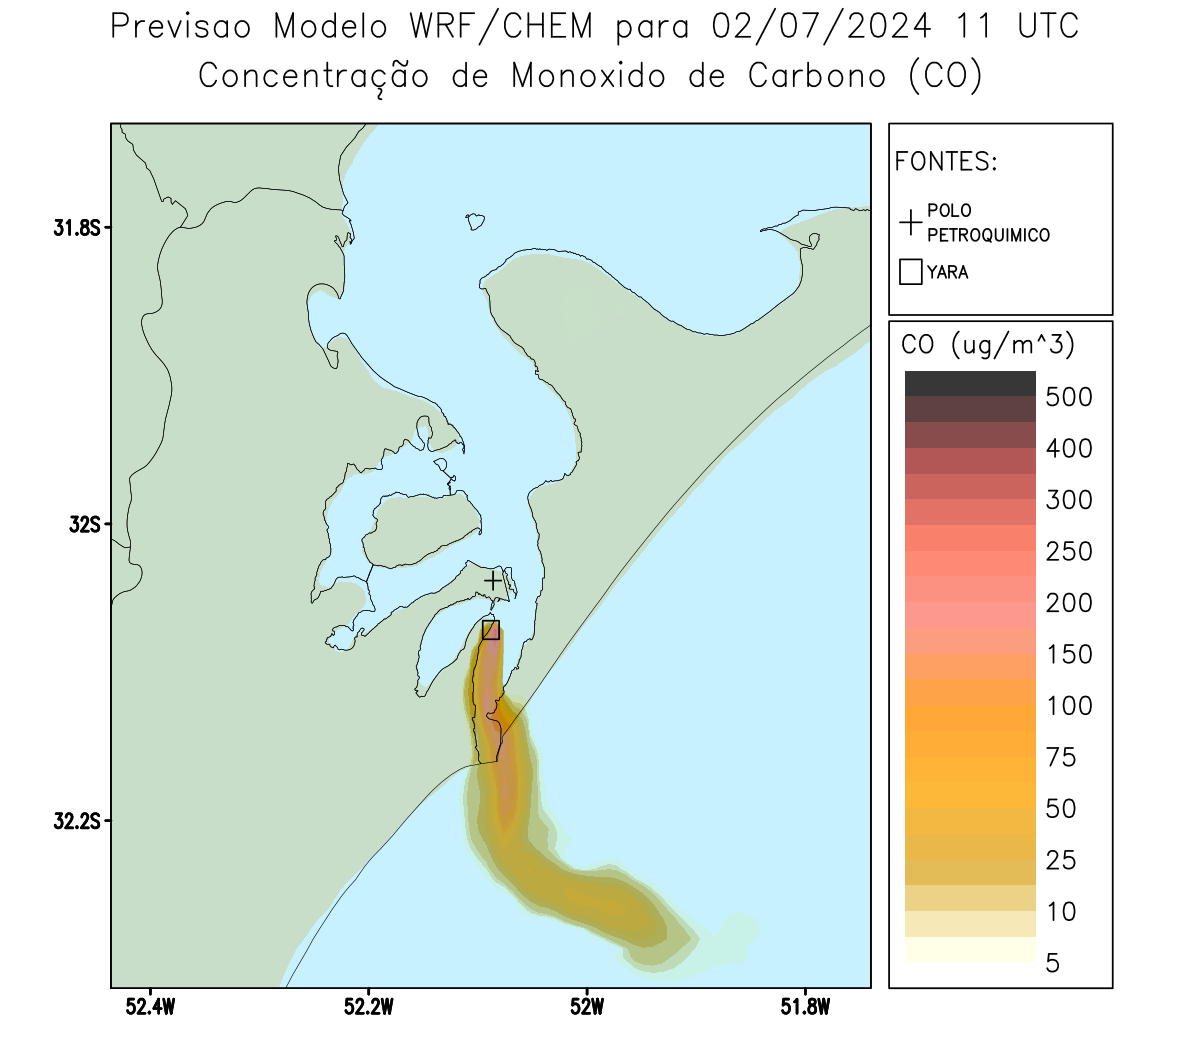 Previsao Modelo WRF/CHEM para 02/07/2024 11 UTC
Concentração de Monoxido de Carbono (CO)
FONTES:
POLO
PETROQUIMICO
YARA
CO (ug/m^3)
500
400
300
250
200
150
100
75
50
25
10
5
31.8S
32S
32.2S
52.4W
52.2W
52W
51.8W